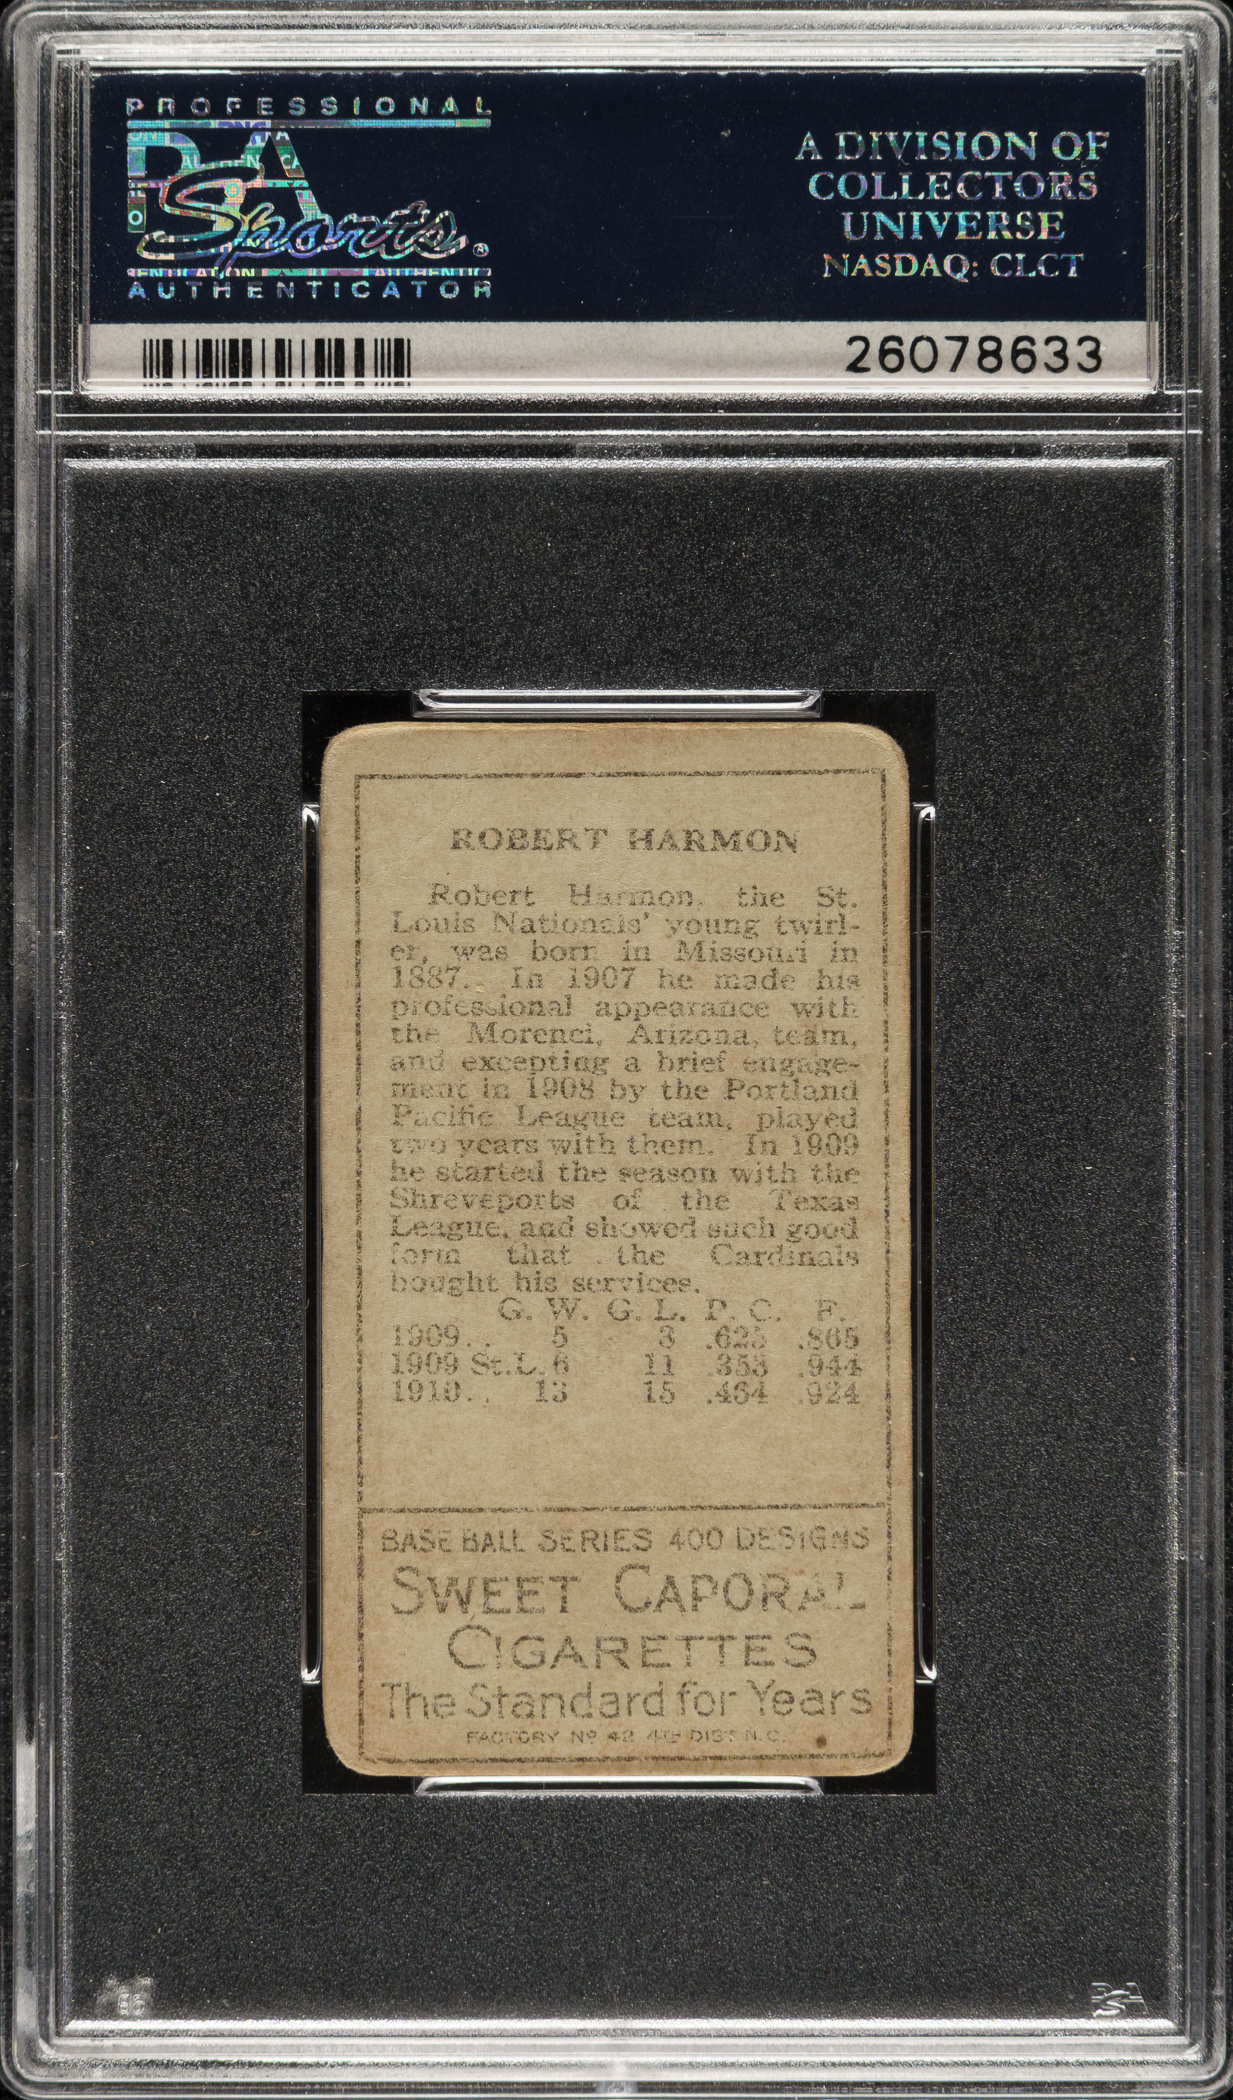 PROFESSIONAL
PSA
Sports®
AUTHENTICATOR
A DIVISION OF
COLLECTORS
UNIVERSE
NASDAQ: CLCT
26078633
ROBERT HARMON
Robert Harmon, the St.
Louis Nationals' young twirl-
er, was born in Missouri in
1887. In 1907 he made his
professional appearance with
the Morenci, Arizona, team,
and excepting a brief engage-
ment in 1908 by the Portland
Pacific League team, played
two years with them. In 1909
he started the season with the
Shreveports of the Texas
League, and showed such good
form that the Cardinals
bought his services.
G. W. G. L. P. C. F.
1909.. 5 3 .625 .865
1909 St. L. 6 11 .353 .944
1910.. 13 15 .464 .924
BASE BALL SERIES 400 DESIGNS
SWEET CAPORAL
CIGARETTES
The Standard for Years
FACTORY No 42 4TH DIST. N.C.
PSA